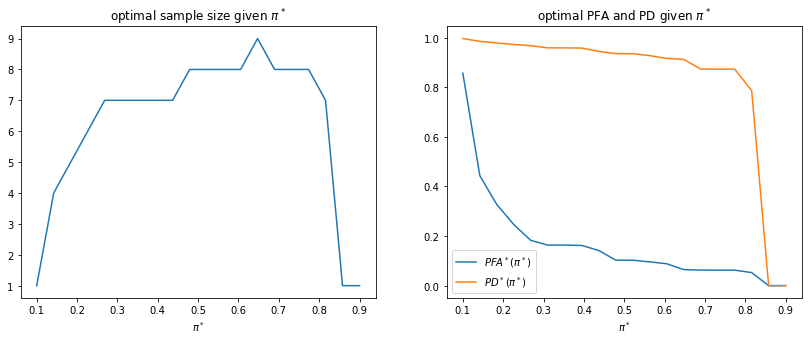 optimal sample size given π*
9
8
7
6
5
4
3
2
1
0.1 0.2 0.3 0.4 0.5 0.6 0.7 0.8 0.9
π*
optimal PFA and PD given π*
1.0
0.8
0.6
0.4
0.2
0.0
PFA*(π*)
PD*(π*)
0.1 0.2 0.3 0.4 0.5 0.6 0.7 0.8 0.9
π*